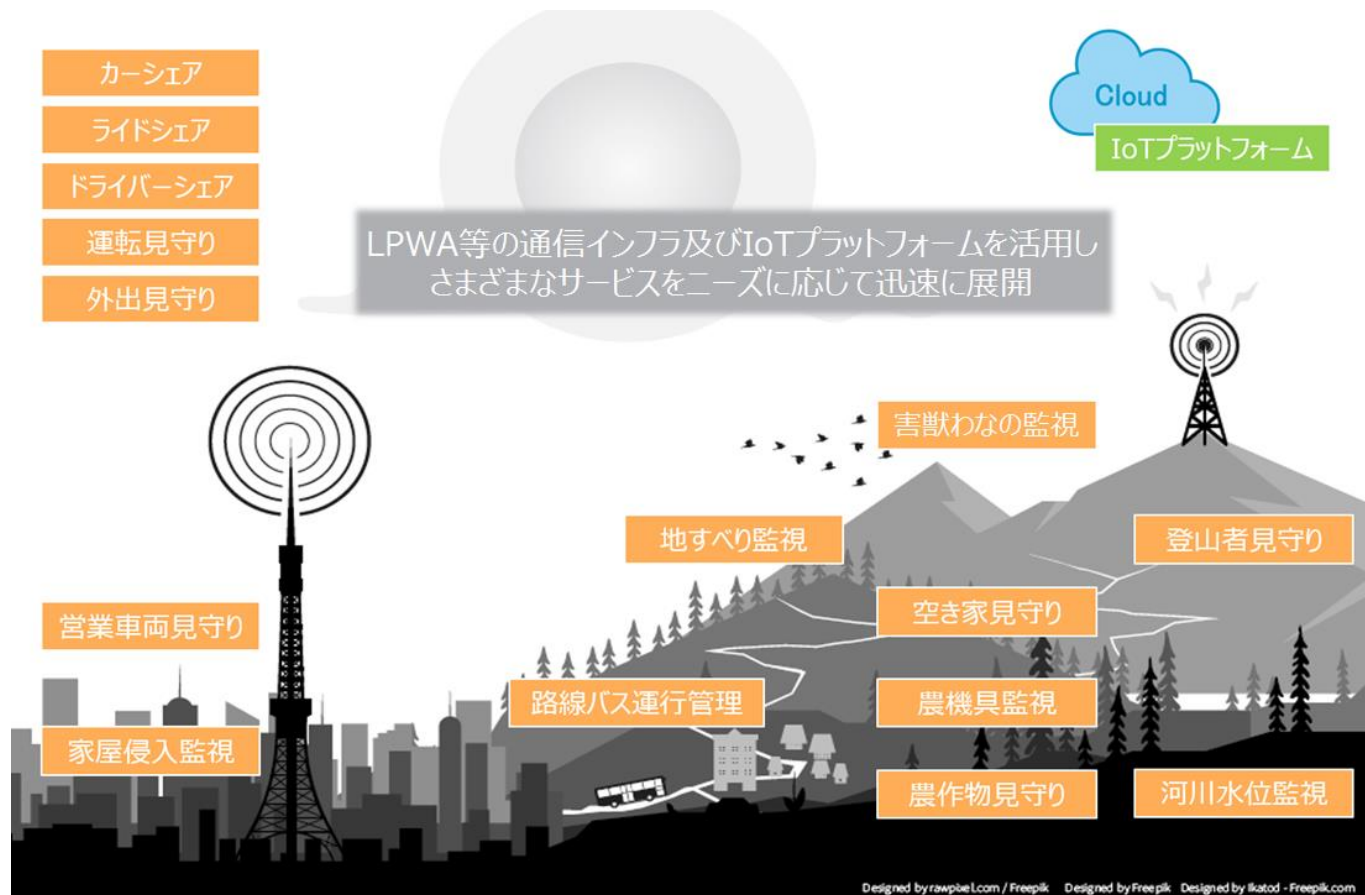 カーシェア
ライドシェア
ドライバーシェア
運転見守り
外出見守り
Cloud
IoTプラットフォーム
LPWA等の通信インフラ及びIoTプラットフォームを活用し
さまざまなサービスをニーズに応じて迅速に展開
害獣わなの監視
地すべり監視
登山者見守り
営業車両見守り
空き家見守り
路線バス運行管理
農機具監視
家屋侵入監視
農作物見守り
河川水位監視
Designed by rawpixel.com / Freepik Designed by Freepik Designed by Ikatod - Freepik.com